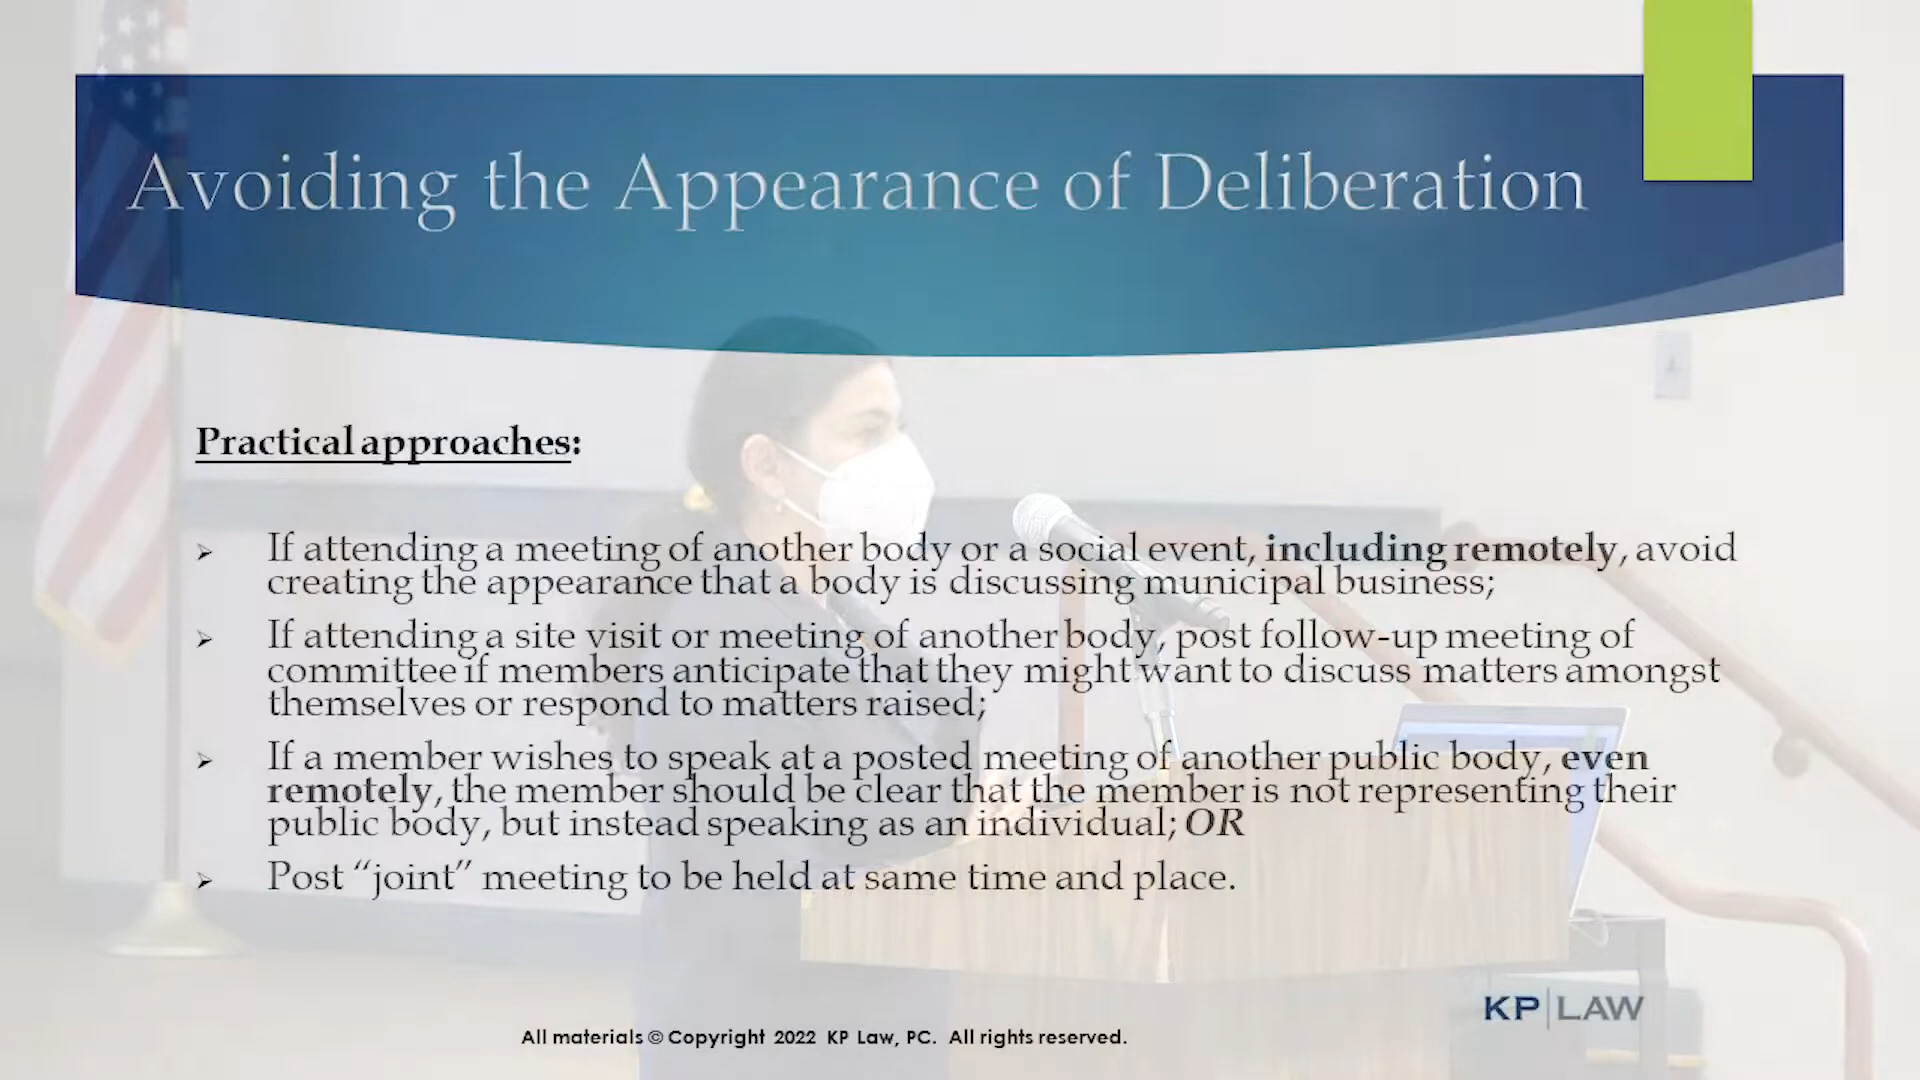 Avoiding the Appearance of Deliberation
Practical approaches:
If attending a meeting of another body or a social event, including remotely, avoid
creating the appearance that a body is discussing municipal business;
If attending a site visit or meeting of another body, post follow-up meeting of
committee if members anticipate that they might want to discuss matters amongst
themselves or respond to matters raised;
If a member wishes to speak at a posted meeting of another public body, even
remotely, the member should be clear that the member is not representing their
public body, but instead speaking as an individual; OR
Post “joint” meeting to be held at same time and place.
KP|LAW
All materials © Copyright 2022 KP Law, PC. All rights reserved.